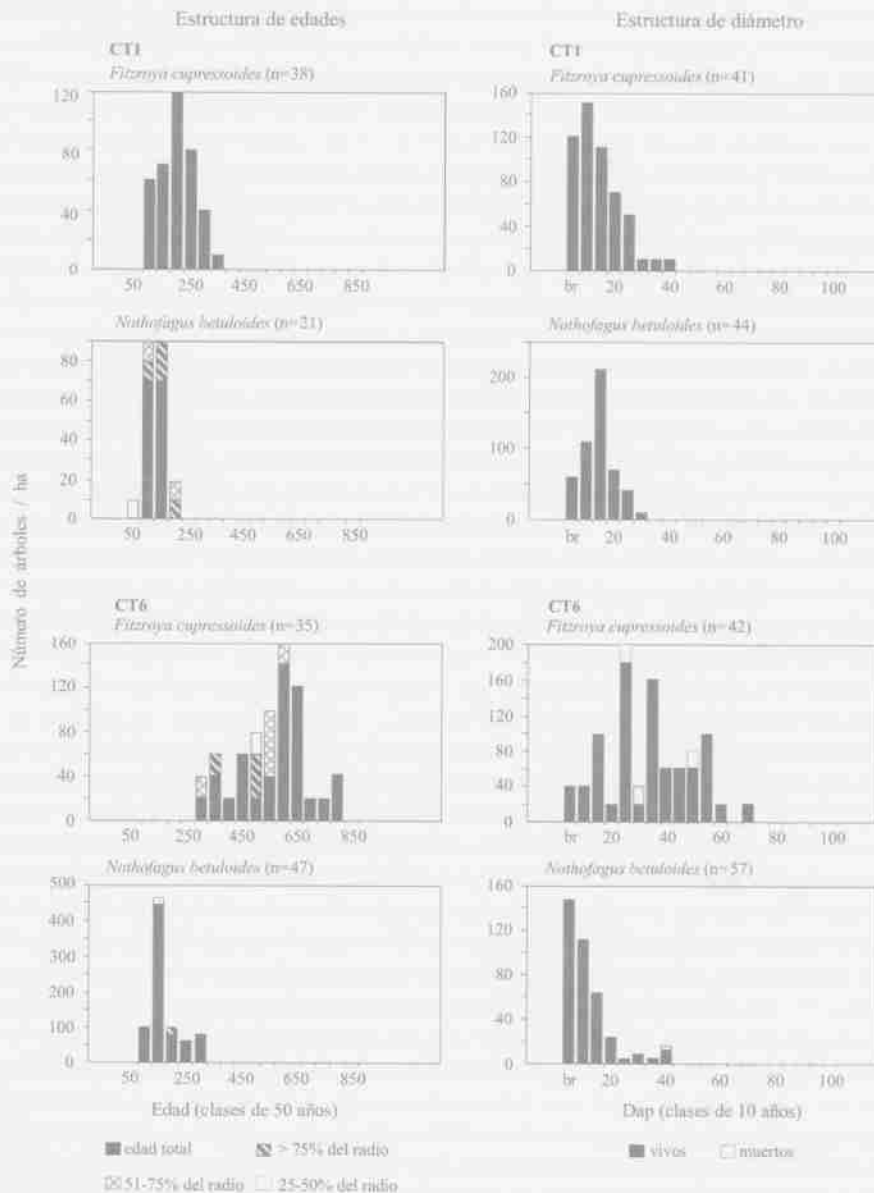 Estructura de edades
Estructura de diámetro
CT1
Fitzroya cupressoides (n=38)
120
80
40
0
50 250 450 650 850
CT1
Fitzroya cupressoides (n=41)
160
120
80
40
0
br 20 40 60 80 100
Nothofagus betuloides (n=21)
80
60
40
20
0
50 250 450 650 850
Nothofagus betuloides (n=44)
200
100
0
br 20 40 60 80 100
Número de árboles / ha
CT6
Fitzroya cupressoides (n=35)
160
120
80
40
0
50 250 450 650 850
CT6
Fitzroya cupressoides (n=42)
200
160
120
80
40
0
br 20 40 60 80 100
Nothofagus betuloides (n=47)
500
400
300
200
100
0
50 250 450 650 850
Edad (clases de 50 años)
Nothofagus betuloides (n=57)
160
120
80
40
0
br 20 40 60 80 100
Dap (clases de 10 años)
edad total > 75% del radio
51-75% del radio 25-50% del radio
vivos muertos